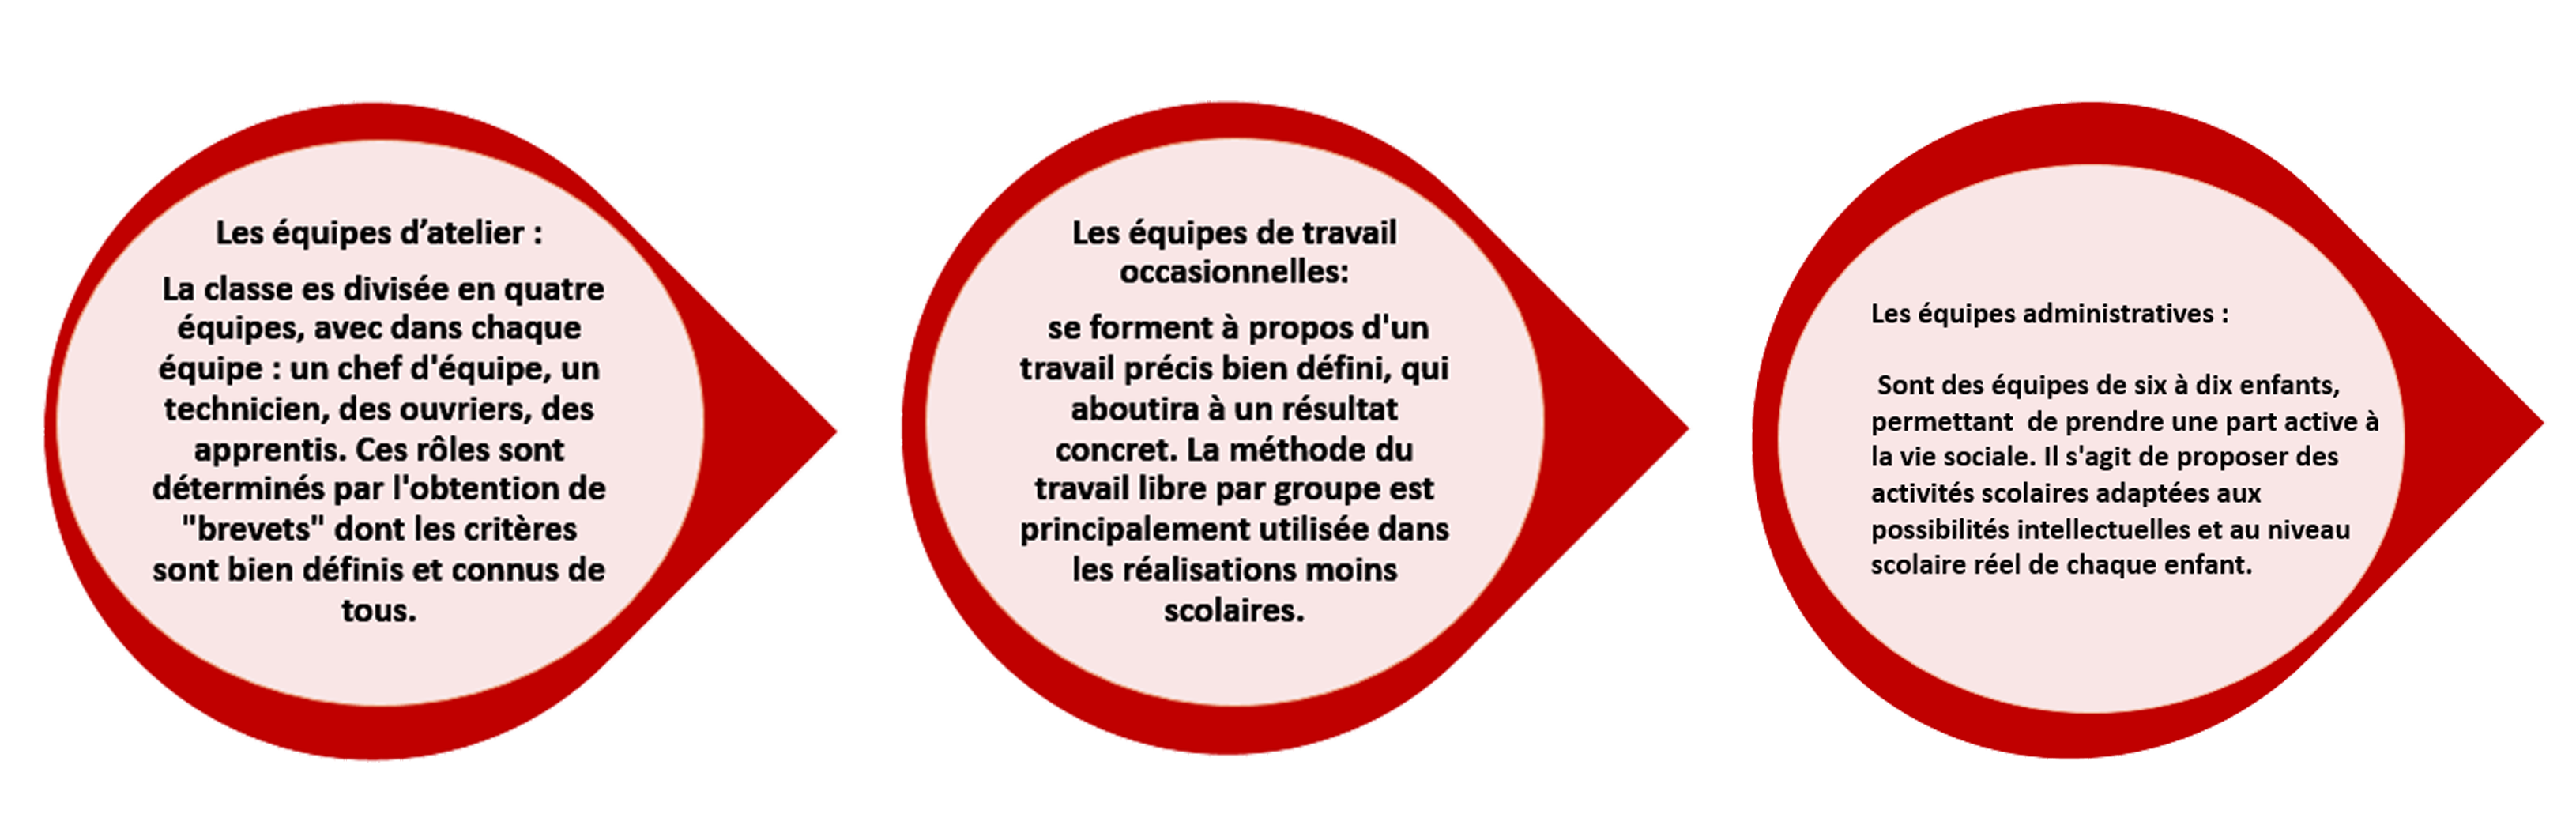 Les équipes d’atelier :
La classe es divisée en quatre
équipes, avec dans chaque
équipe : un chef d'équipe, un
technicien, des ouvriers, des
apprentis. Ces rôles sont
déterminés par l'obtention de
"brevets" dont les critères
sont bien définis et connus de
tous.
Les équipes de travail
occasionnelles:
se forment à propos d'un
travail précis bien défini, qui
aboutira à un résultat
concret. La méthode du
travail libre par groupe est
principalement utilisée dans
les réalisations moins
scolaires.
Les équipes administratives :
Sont des équipes de six à dix enfants,
permettant  de prendre une part active à
la vie sociale. Il s'agit de proposer des
activités scolaires adaptées aux
possibilités intellectuelles et au niveau
scolaire réel de chaque enfant.